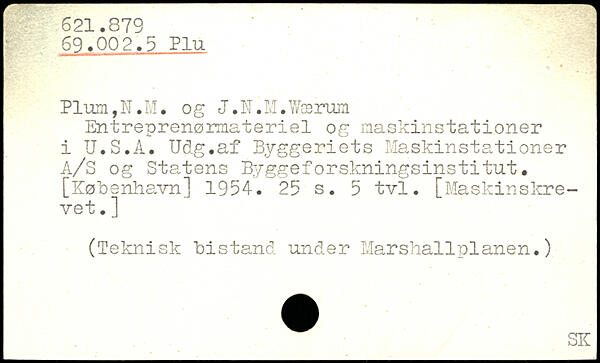 621.879
69.002.5 Plu
Plum,N.M. og J.N.M.Wærum
Entreprenørmateriel og maskinstationer
i U.S.A. Udg.af Byggeriets Maskinstationer
A/S og Statens Byggeforskningsinstitut.
[København] 1954. 25 s. 5 tvl. [Maskinskre-
vet.]
(Teknisk bistand under Marshallplanen.)
SK